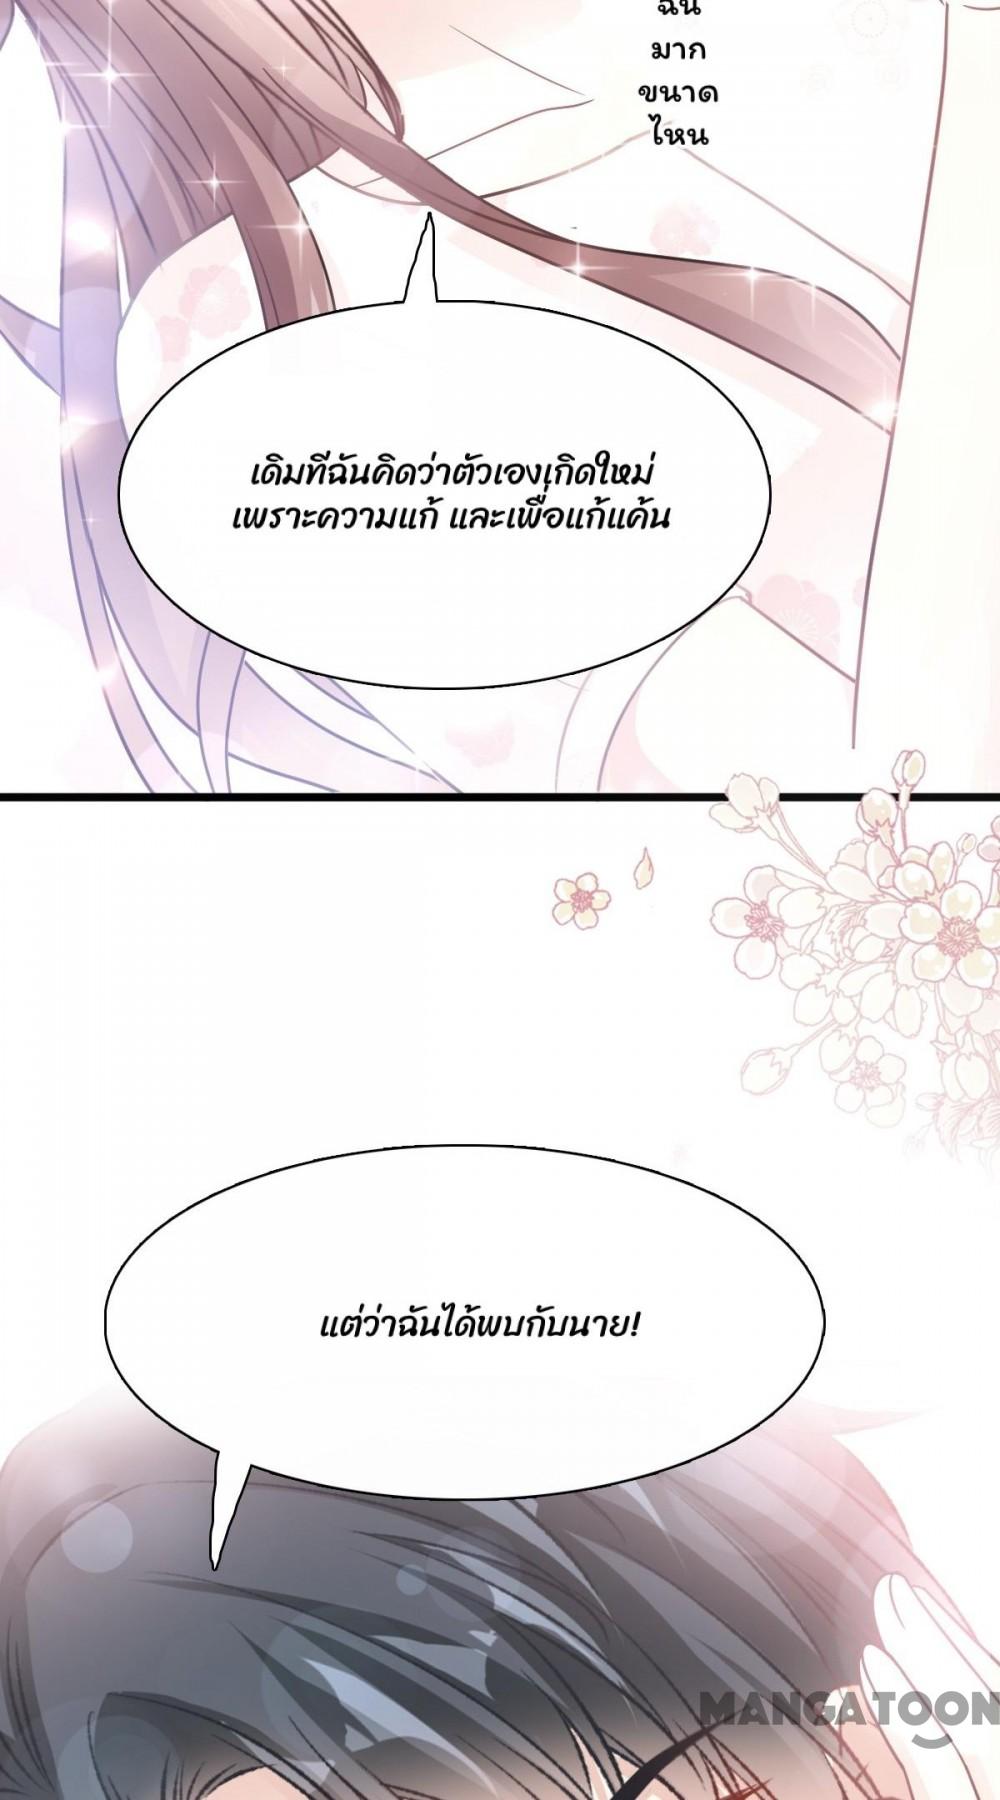 ฉัน
มาก
ขนาด
ไหน
เดิมทีฉันคิดว่าตัวเองเกิดใหม่
เพราะความแก้ และเพื่อแก้แค้น
แต่ว่าฉันได้พบกับนาย!
MANGATOON